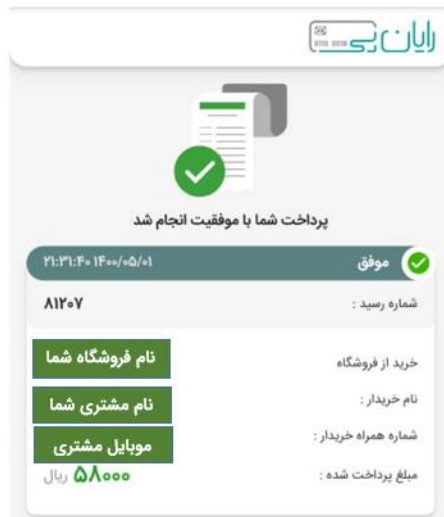 رایان پی
پرداخت شما با موفقیت انجام شد
موفق ۱۴۰۰/۰۵/۰۱ ۲۱:۳۱:۴۰
شماره رسید : ۸۱۲۰۷
خرید از فروشگاه نام فروشگاه شما
نام خریدار : نام مشتری شما
شماره همراه خریدار : موبایل مشتری
مبلغ پرداخت شده : ۵۸۰۰۰ ریال